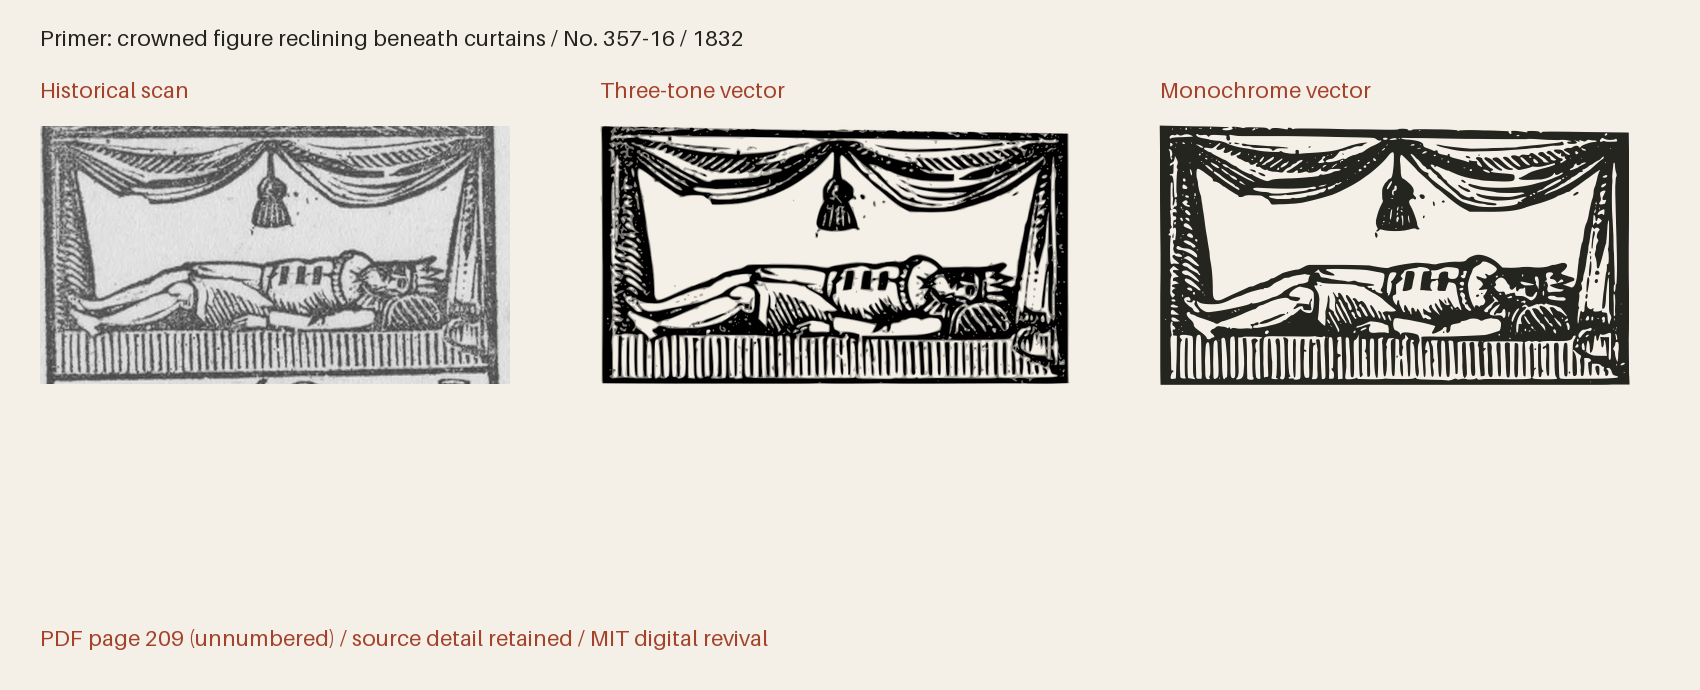 Primer: crowned figure reclining beneath curtains / No. 357-16 / 1832
Historical scan
Three-tone vector
Monochrome vector
PDF page 209 (unnumbered) / source detail retained / MIT digital revival